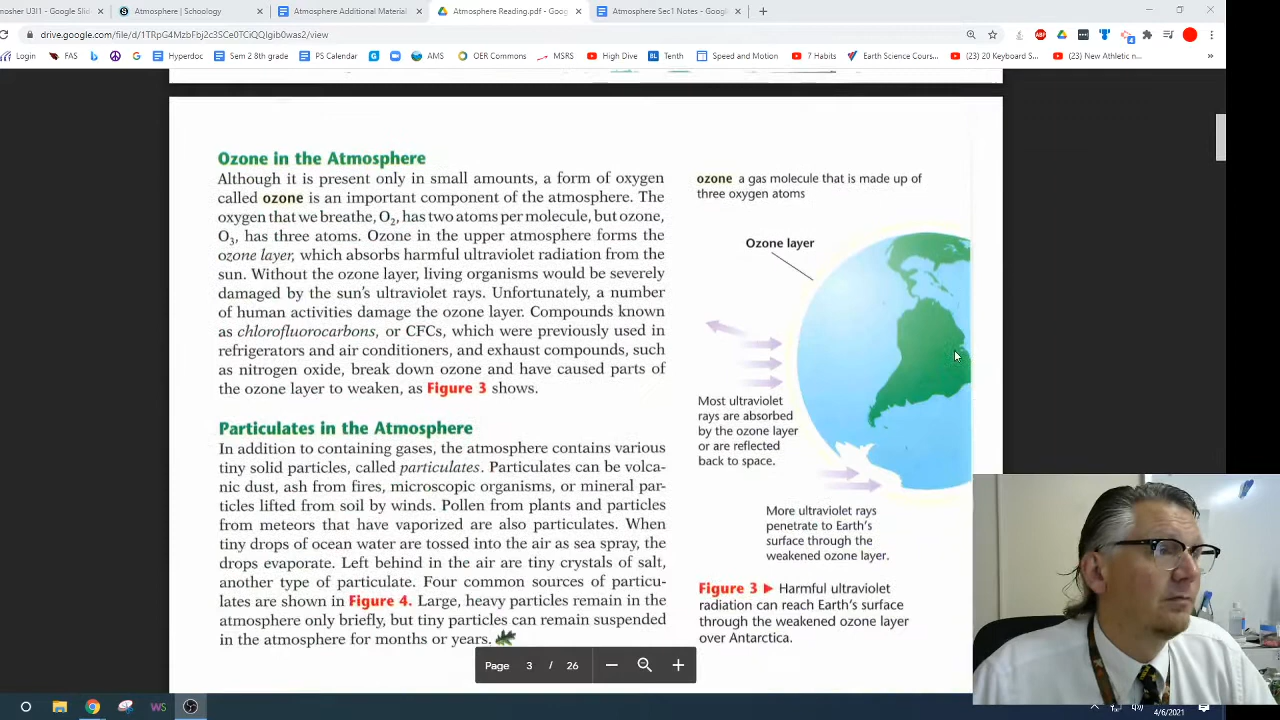 mosher U3L1 - Google Slid
Atmosphere | Schoology
Atmosphere Additional Material
Atmosphere Reading.pdf - Google
Atmosphere Sec1 Notes - Google
drive.google.com/file/d/1TRpG4MzbFbj2c3SCe0TCiQlgib0was2/view
Login
FAS
b
G
Hyperdoc
Sem 2 8th grade
PS Calendar
AMS
OER Commons
MSRS
High Dive
BL
Tenth
Speed and Motion
7 Habits
Earth Science Cours...
(23) 20 Keyboard S...
(23) New Athletic n
Ozone in the Atmosphere
Although it is present only in small amounts, a form of oxygen
called ozone is an important component of the atmosphere. The
oxygen that we breathe, O2, has two atoms per molecule, but ozone,
O3, has three atoms. Ozone in the upper atmosphere forms the
ozone layer, which absorbs harmful ultraviolet radiation from the
sun. Without the ozone layer, living organisms would be severely
damaged by the sun's ultraviolet rays. Unfortunately, a number
of human activities damage the ozone layer. Compounds known
as chlorofluorocarbons, or CFCs, which were previously used in
refrigerators and air conditioners, and exhaust compounds, such
as nitrogen oxide, break down ozone and have caused parts of
the ozone layer to weaken, as Figure 3 shows.
Particulates in the Atmosphere
In addition to containing gases, the atmosphere contains various
tiny solid particles, called particulates. Particulates can be volca-
nic dust, ash from fires, microscopic organisms, or mineral par-
ticles lifted from soil by winds. Pollen from plants and particles
from meteors that have vaporized are also particulates. When
tiny drops of ocean water are tossed into the air as sea spray, the
drops evaporate. Left behind in the air are tiny crystals of salt,
another type of particulate. Four common sources of particu-
lates are shown in Figure 4. Large, heavy particles remain in the
atmosphere only briefly, but tiny particles can remain suspended
in the atmosphere for months or years.
ozone a gas molecule that is made up of
three oxygen atoms
Ozone layer
Most ultraviolet
rays are absorbed
by the ozone layer
or are reflected
back to space.
More ultraviolet rays
penetrate to Earth's
surface through the
weakened ozone layer.
Figure 3 ▶ Harmful ultraviolet
radiation can reach Earth's surface
through the weakened ozone layer
over Antarctica.
Page 3 / 26
WS
4/6/2021